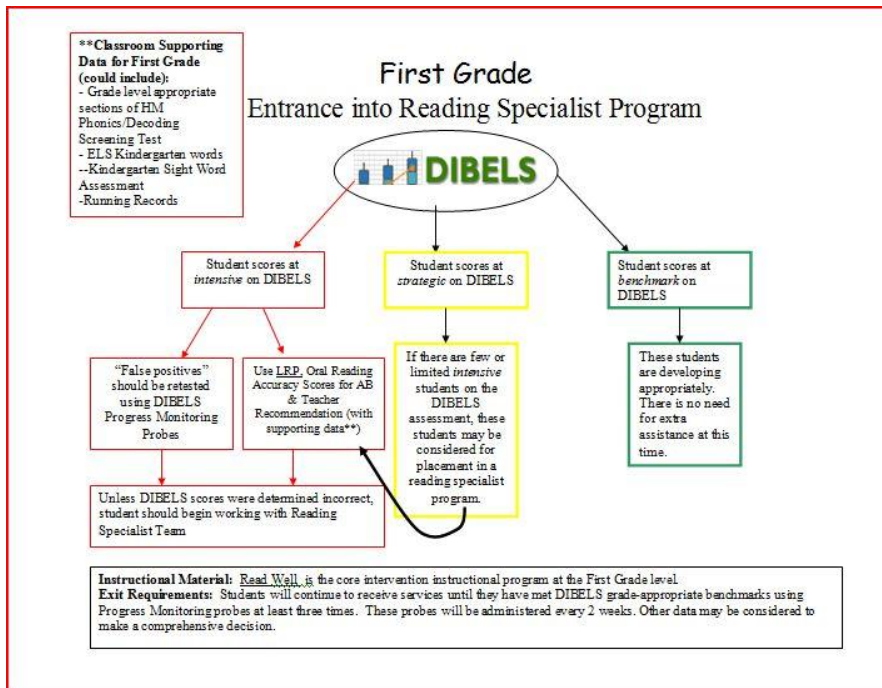 **Classroom Supporting
Data for First Grade
(could include):
- Grade level appropriate
sections of HM
Phonics/Decoding
Screening Test
- ELS Kindergarten words
--Kindergarten Sight Word
Assessment
-Running Records
First Grade
Entrance into Reading Specialist Program
DIBELS
Student scores at
intensive on DIBELS
Student scores at
strategic on DIBELS
Student scores at
benchmark on
DIBELS
"False positives"
should be retested
using DIBELS
Progress Monitoring
Probes
Use LRP, Oral Reading
Accuracy Scores for AB
& Teacher
Recommendation (with
supporting data**)
If there are few or
limited intensive
students on the
DIBELS
assessment, these
students may be
considered for
placement in a
reading specialist
program.
These students
are developing
appropriately.
There is no need
for extra
assistance at this
time.
Unless DIBELS scores were determined incorrect,
student should begin working with Reading
Specialist Team
Instructional Material: Read Well is the core intervention instructional program at the First Grade level.
Exit Requirements: Students will continue to receive services until they have met DIBELS grade-appropriate benchmarks using
Progress Monitoring probes at least three times. These probes will be administered every 2 weeks. Other data may be considered to
make a comprehensive decision.